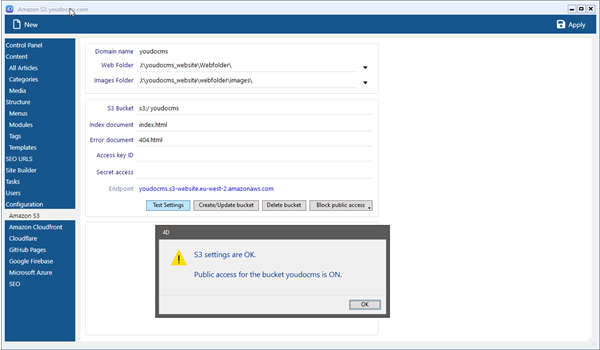 Amazon S3: youdocms.com
New
Apply
Control Panel
Content
All Articles
Categories
Media
Structure
Menus
Modules
Tags
Templates
SEO URLS
Site Builder
Tasks
Users
Configuration
Amazon S3
Amazon Cloudfront
Cloudflare
GitHub Pages
Google Firebase
Microsoft Azure
SEO
Domain name youdocms
Web Folder J:\youdocms_website\Webfolder\
Images Folder J:\youdocms_website\webfolder\images\
S3 Bucket s3:/ youdocms
Index document index.html
Error document 404.html
Access key ID
Secret access
Endpoint youdocms.s3-website.eu-west-2.amazonaws.com
Test Settings Create/Update bucket Delete bucket Block public access
4D
S3 settings are OK.
Public access for the bucket youdocms is ON.
OK